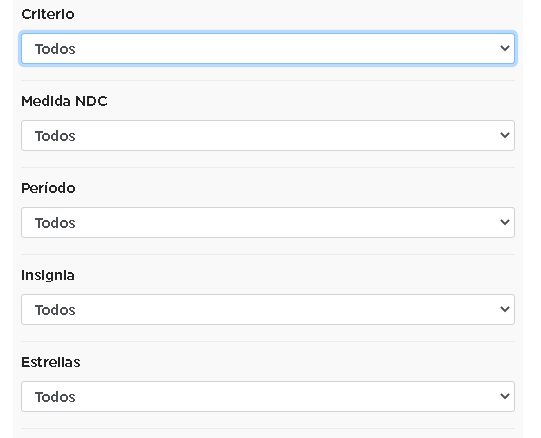 Criterio
Todos
Medida NDC
Todos
Período
Todos
Insignia
Todos
Estrellas
Todos